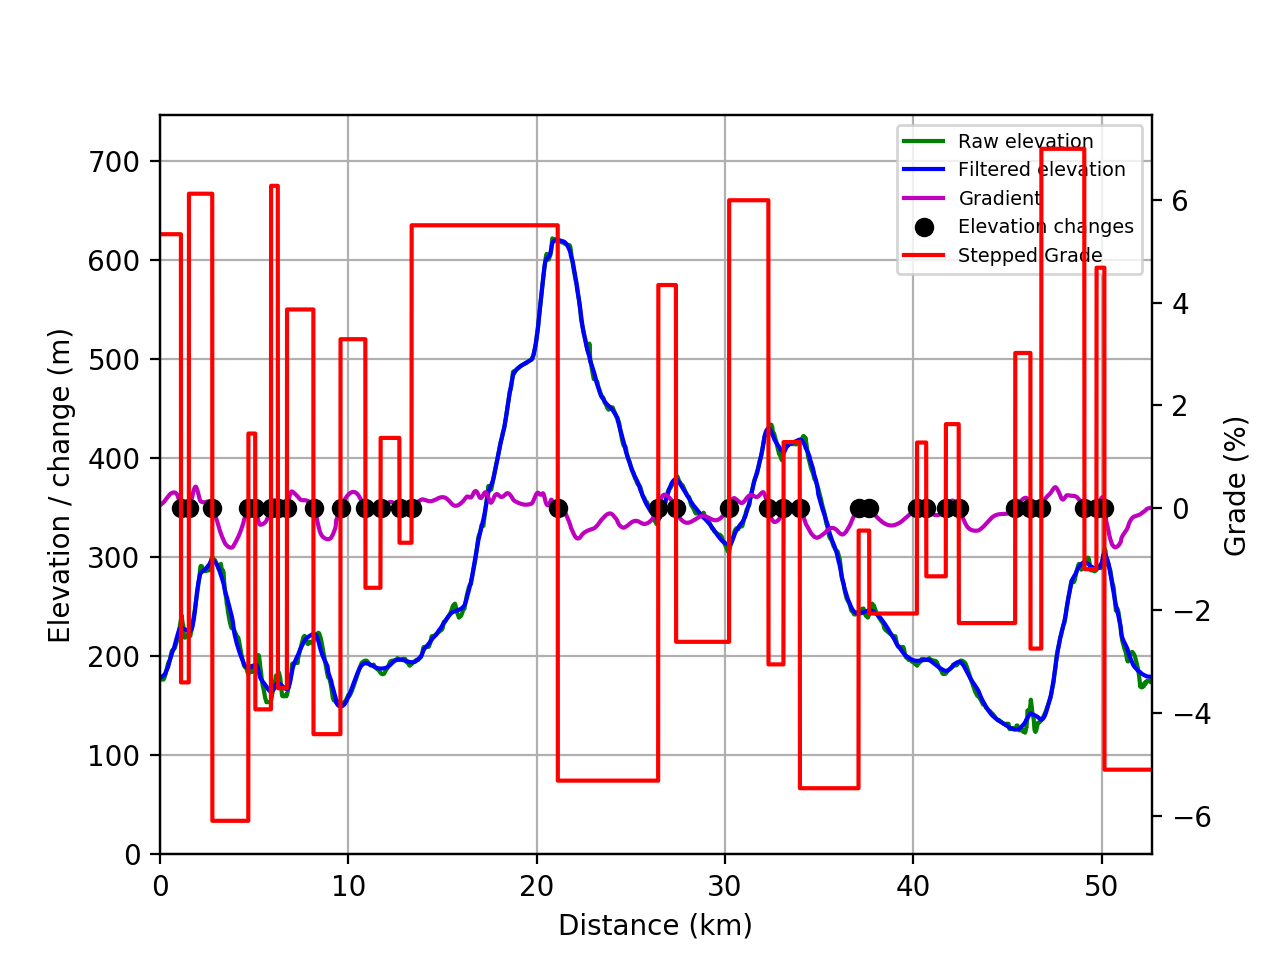 Raw elevation
Filtered elevation
Gradient
Elevation changes
Stepped Grade
700
600
500
400
300
200
100
0
Elevation / change (m)
6
4
2
0
−2
−4
−6
Grade (%)
0 10 20 30 40 50
Distance (km)